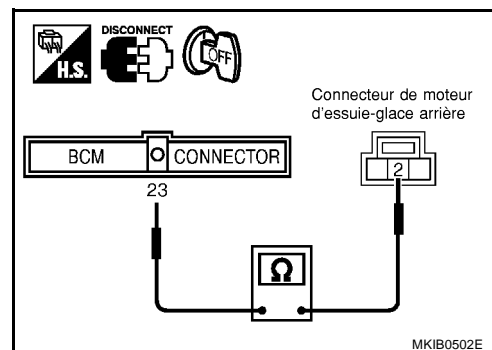 DISCONNECT
H.S.
OFF
Connecteur de moteur
d'essuie-glace arrière
BCM CONNECTOR
2
23
Ω
MKIB0502E